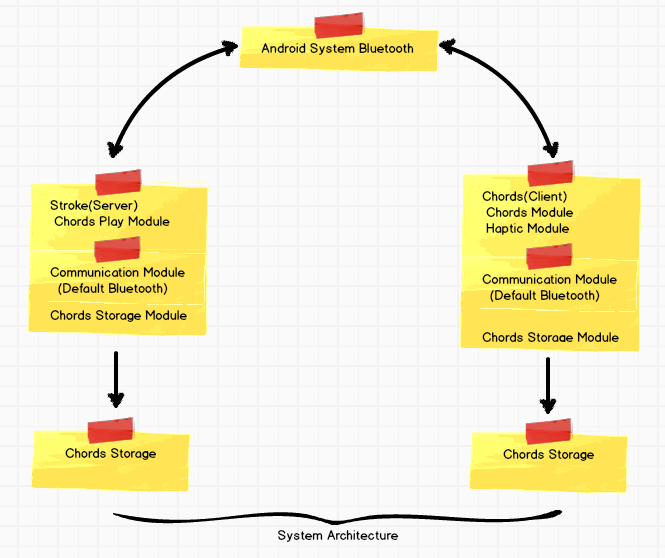 Android System Bluetooth
Stroke(Server)
Chords Play Module
Communication Module
(Default Bluetooth)
Chords Storage Module
Chords(Client)
Chords Module
Haptic Module
Communication Module
(Default Bluetooth)
Chords Storage Module
Chords Storage
Chords Storage
System Architecture